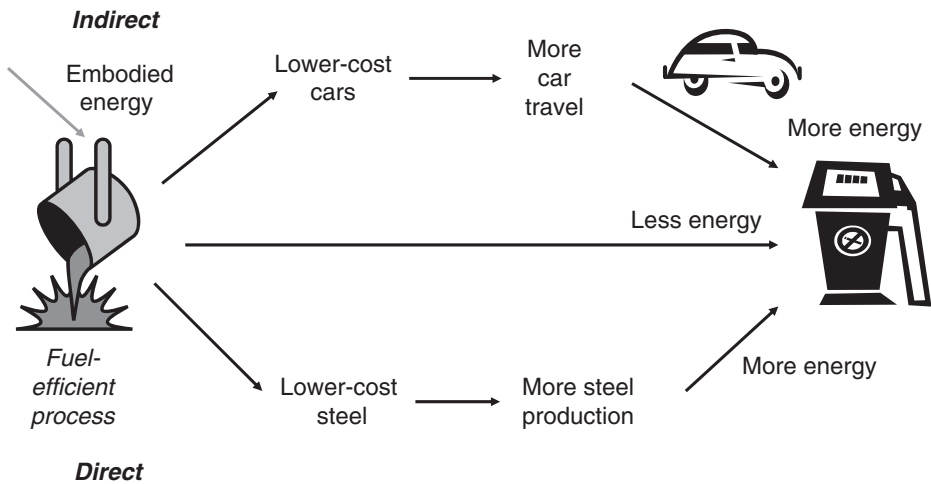 Indirect
Embodied
energy
Lower-cost
cars
More
car
travel
More energy
Less energy
Fuel-
efficient
process
Lower-cost
steel
More steel
production
More energy
Direct